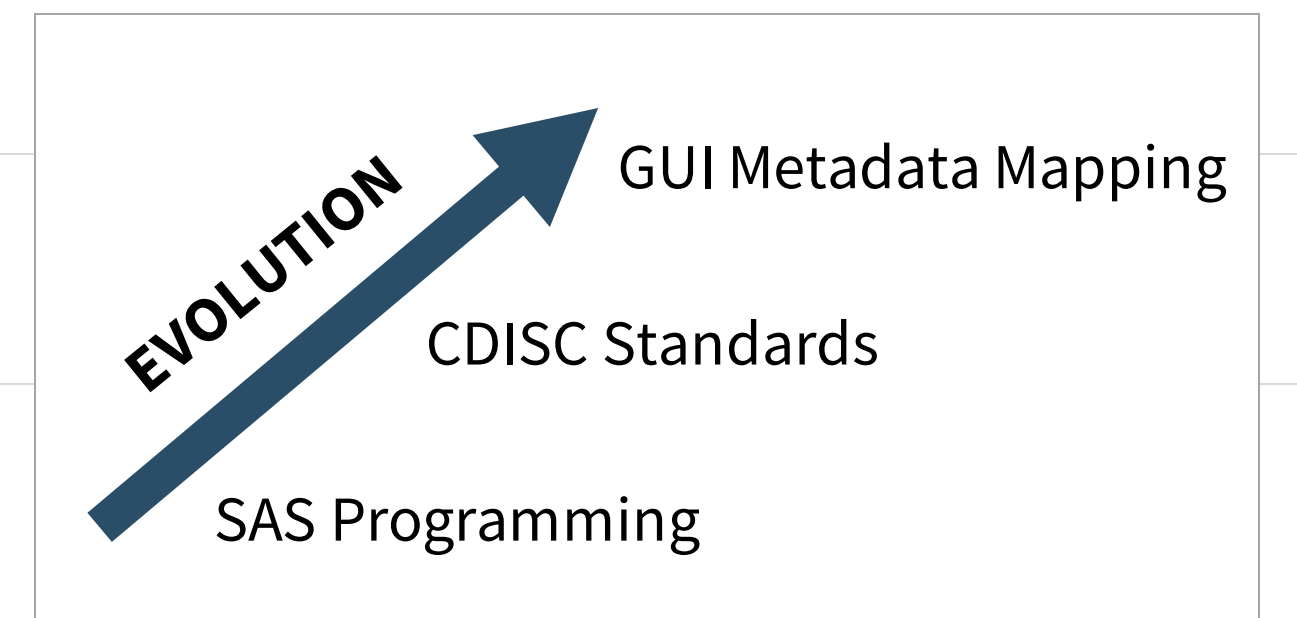 EVOLUTION
GUI Metadata Mapping
CDISC Standards
SAS Programming